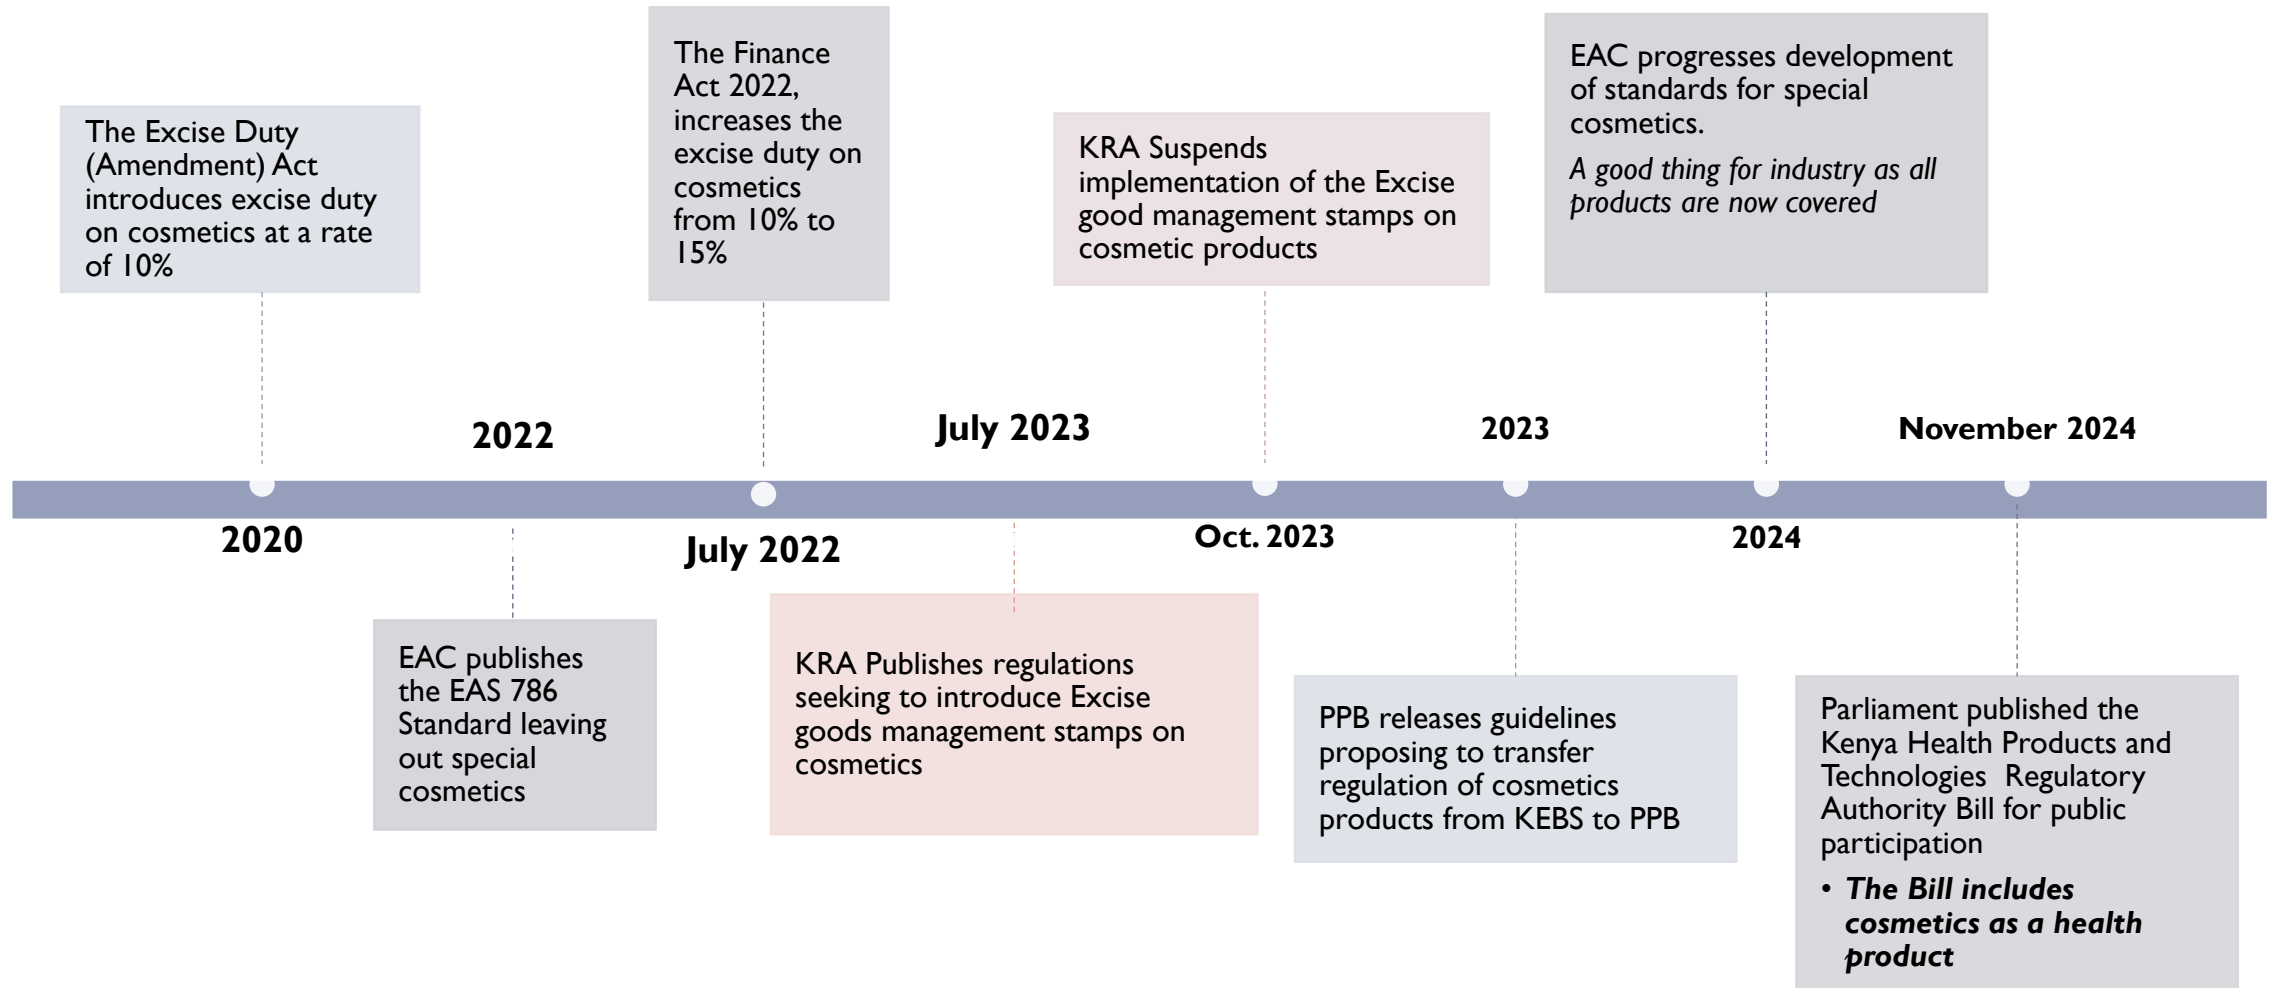 The Excise Duty
(Amendment) Act
introduces excise duty
on cosmetics at a rate
of 10%
The Finance
Act 2022,
increases the
excise duty on
cosmetics
from 10% to
15%
KRA Suspends
implementation of the Excise
good management stamps on
cosmetic products
EAC progresses development
of standards for special
cosmetics.
A good thing for industry as all
products are now covered
2022
July 2023
2023
November 2024
2020
July 2022
Oct. 2023
2024
EAC publishes
the EAS 786
Standard leaving
out special
cosmetics
KRA Publishes regulations
seeking to introduce Excise
goods management stamps on
cosmetics
PPB releases guidelines
proposing to transfer
regulation of cosmetics
products from KEBS to PPB
Parliament published the
Kenya Health Products and
Technologies  Regulatory
Authority Bill for public
participation
• The Bill includes
cosmetics as a health
product